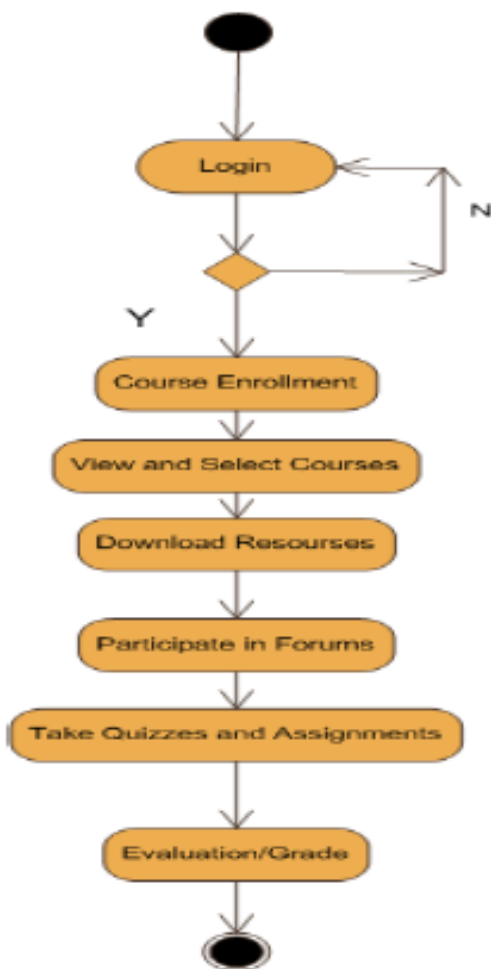 Login
N
Y
Course Enrollment
View and Select Courses
Download Resourses
Participate in Forums
Take Quizzes and Assignments
Evaluation/Grade